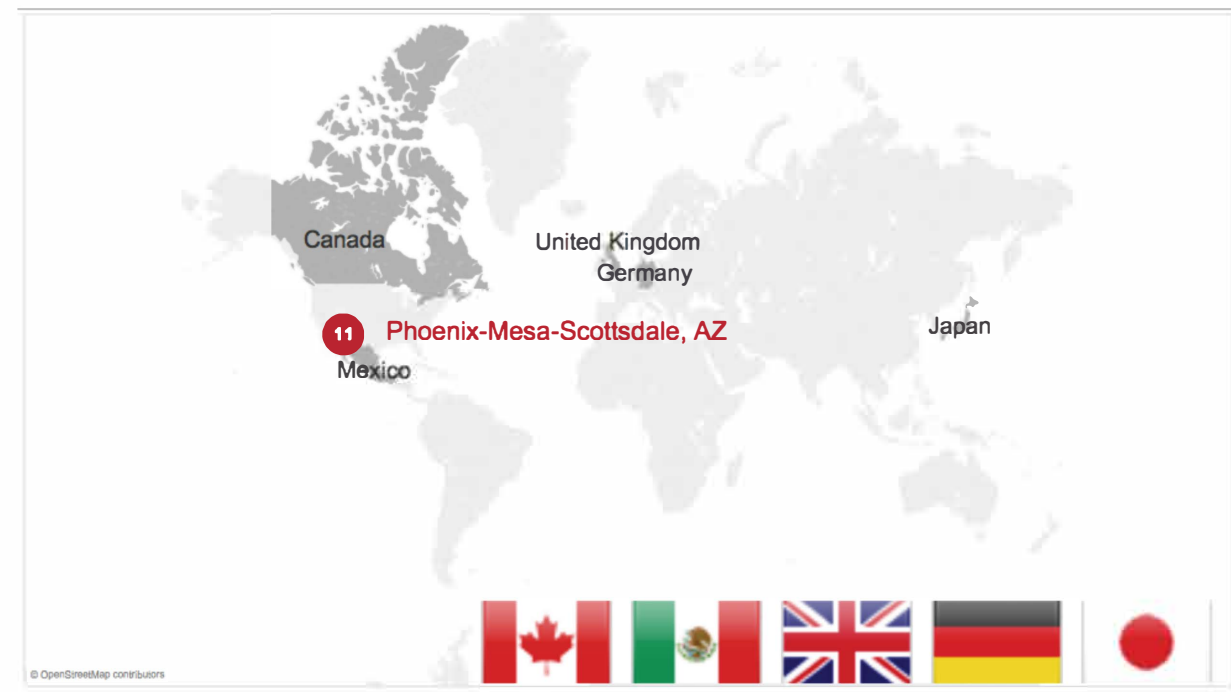 Canada
United Kingdom
Germany
11 Phoenix-Mesa-Scottsdale, AZ
Japan
Mexico
© OpenStreetMap contributors